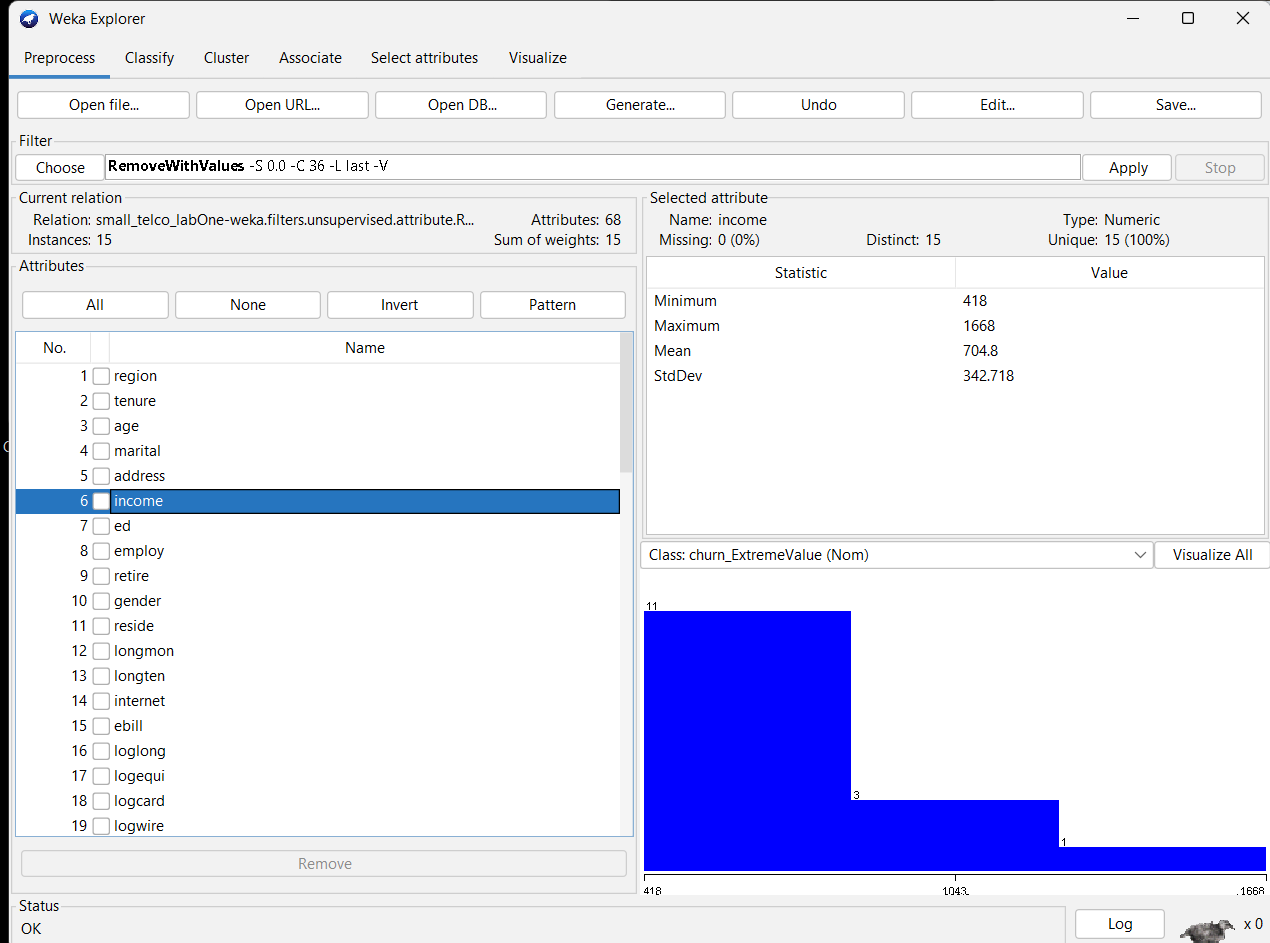 Weka Explorer
Preprocess Classify Cluster Associate Select attributes Visualize
Open file... Open URL... Open DB... Generate... Undo Edit... Save...
Filter
Choose RemoveWithValues -S 0.0 -C 36 -L last -V Apply Stop
Current relation
Relation: small_telco_labOne-weka.filters.unsupervised.attribute.R... Attributes: 68
Instances: 15 Sum of weights: 15
Attributes
All None Invert Pattern
No. Name
1 region
2 tenure
3 age
4 marital
5 address
6 income
7 ed
8 employ
9 retire
10 gender
11 reside
12 longmon
13 longten
14 internet
15 ebill
16 loglong
17 logequi
18 logcard
19 logwire
Remove
Selected attribute
Name: income Type: Numeric
Missing: 0 (0%) Distinct: 15 Unique: 15 (100%)
Statistic Value
Minimum 418
Maximum 1668
Mean 704.8
StdDev 342.718
Class: churn_ExtremeValue (Nom) Visualize All
11
3
1
418 1043 1668
Status
OK
Log x 0